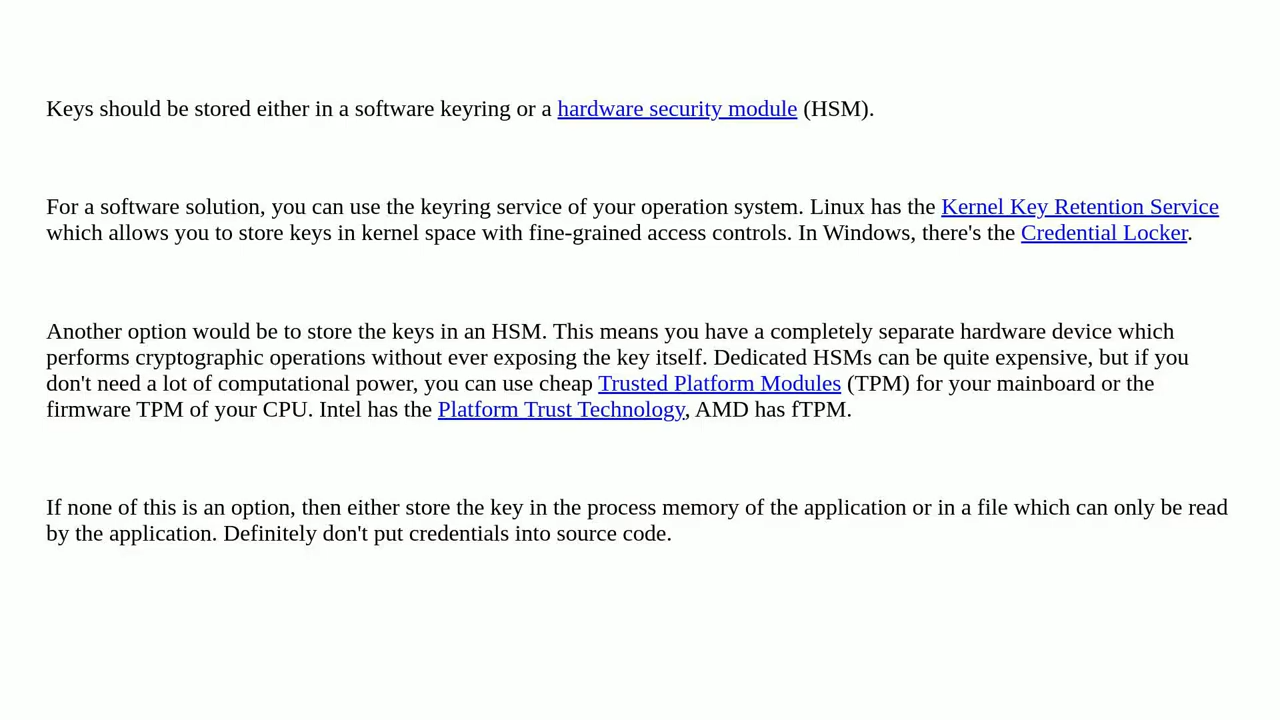 Keys should be stored either in a software keyring or a hardware security module (HSM).
For a software solution, you can use the keyring service of your operation system. Linux has the Kernel Key Retention Service
which allows you to store keys in kernel space with fine-grained access controls. In Windows, there's the Credential Locker.
Another option would be to store the keys in an HSM. This means you have a completely separate hardware device which
performs cryptographic operations without ever exposing the key itself. Dedicated HSMs can be quite expensive, but if you
don't need a lot of computational power, you can use cheap Trusted Platform Modules (TPM) for your mainboard or the
firmware TPM of your CPU. Intel has the Platform Trust Technology, AMD has fTPM.
If none of this is an option, then either store the key in the process memory of the application or in a file which can only be read
by the application. Definitely don't put credentials into source code.